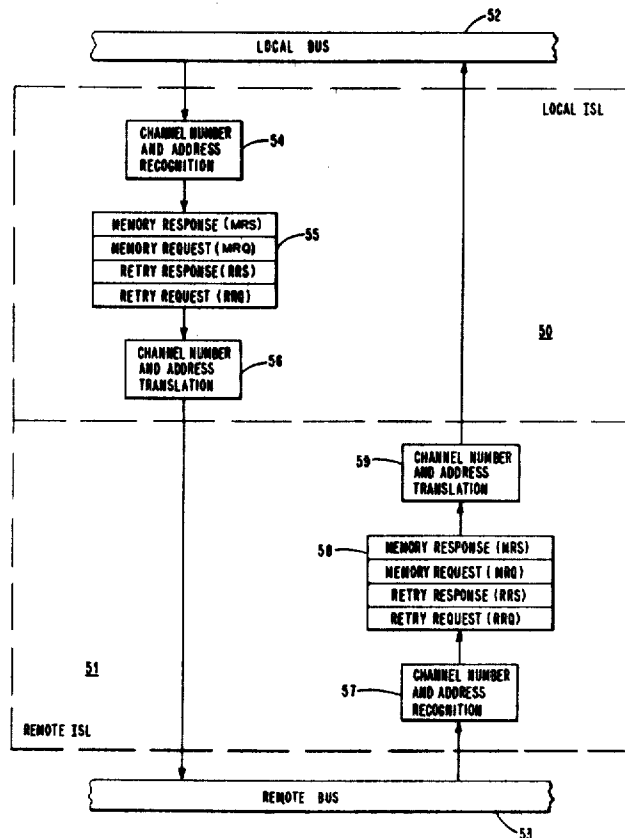 52
LOCAL BUS
LOCAL ISL
CHANNEL NUMBER
AND ADDRESS
RECOGNITION
54
MEMORY RESPONSE (MRS)
MEMORY REQUEST (MRQ)
RETRY RESPONSE (RRS)
RETRY REQUEST (RRQ)
55
CHANNEL NUMBER
AND ADDRESS
TRANSLATION
56
50
59
CHANNEL NUMBER
AND ADDRESS
TRANSLATION
58
MEMORY RESPONSE (MRS)
MEMORY REQUEST (MRQ)
RETRY RESPONSE (RRS)
RETRY REQUEST (RRQ)
51
57
CHANNEL NUMBER
AND ADDRESS
RECOGNITION
REMOTE ISL
REMOTE BUS
53